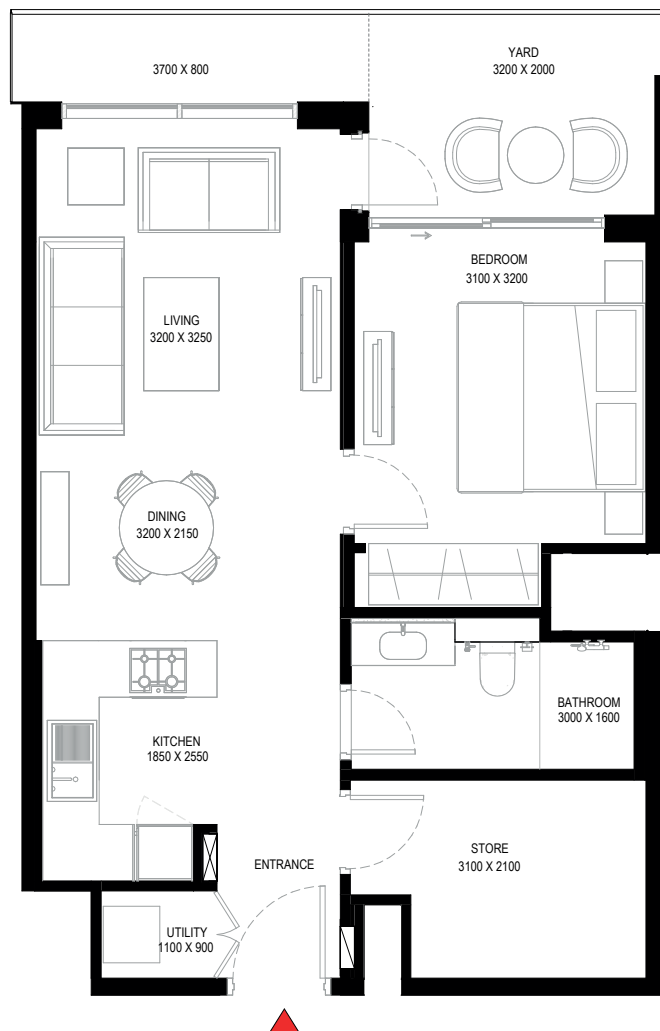 3700 X 800
YARD
3200 X 2000
BEDROOM
3100 X 3200
LIVING
3200 X 3250
DINING
3200 X 2150
BATHROOM
3000 X 1600
KITCHEN
1850 X 2550
STORE
3100 X 2100
ENTRANCE
UTILITY
1100 X 900